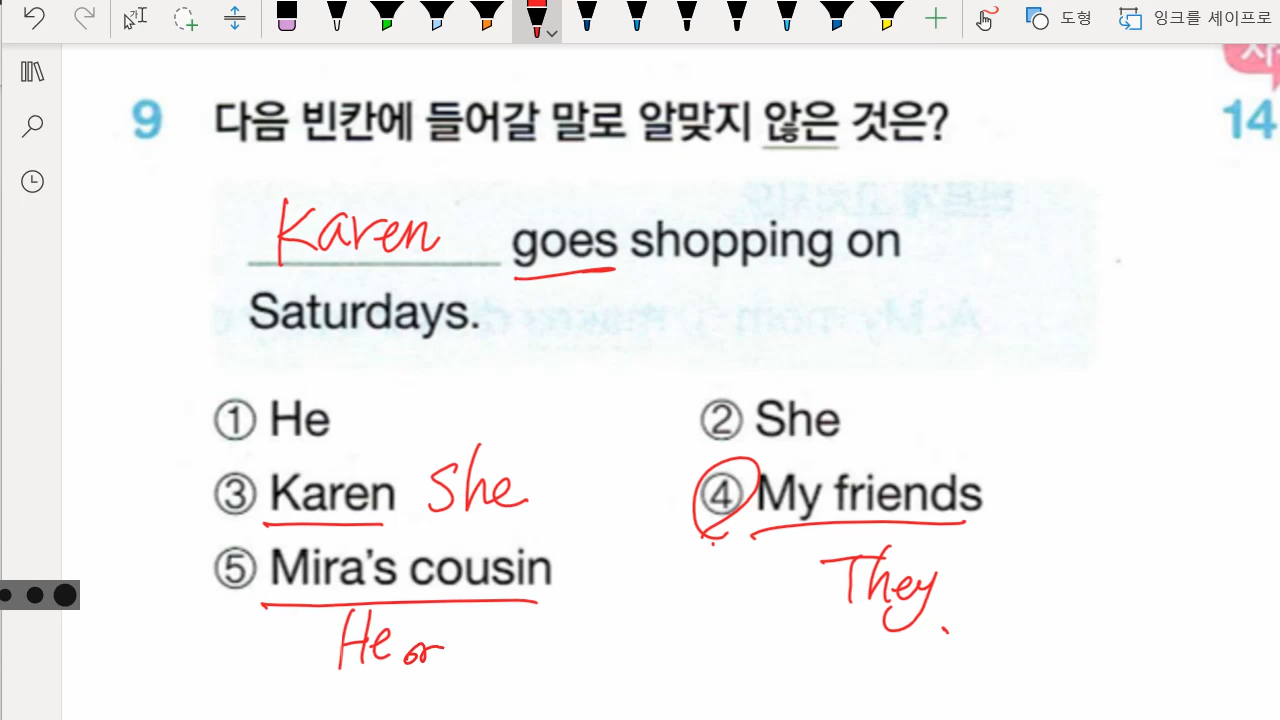 도형
잉크를 셰이프로
9 다음 빈칸에 들어갈 말로 알맞지 않은 것은?
14
Karen goes shopping on
Saturdays.
① He
② She
③ Karen She
④ My friends
They
⑤ Mira's cousin
He or